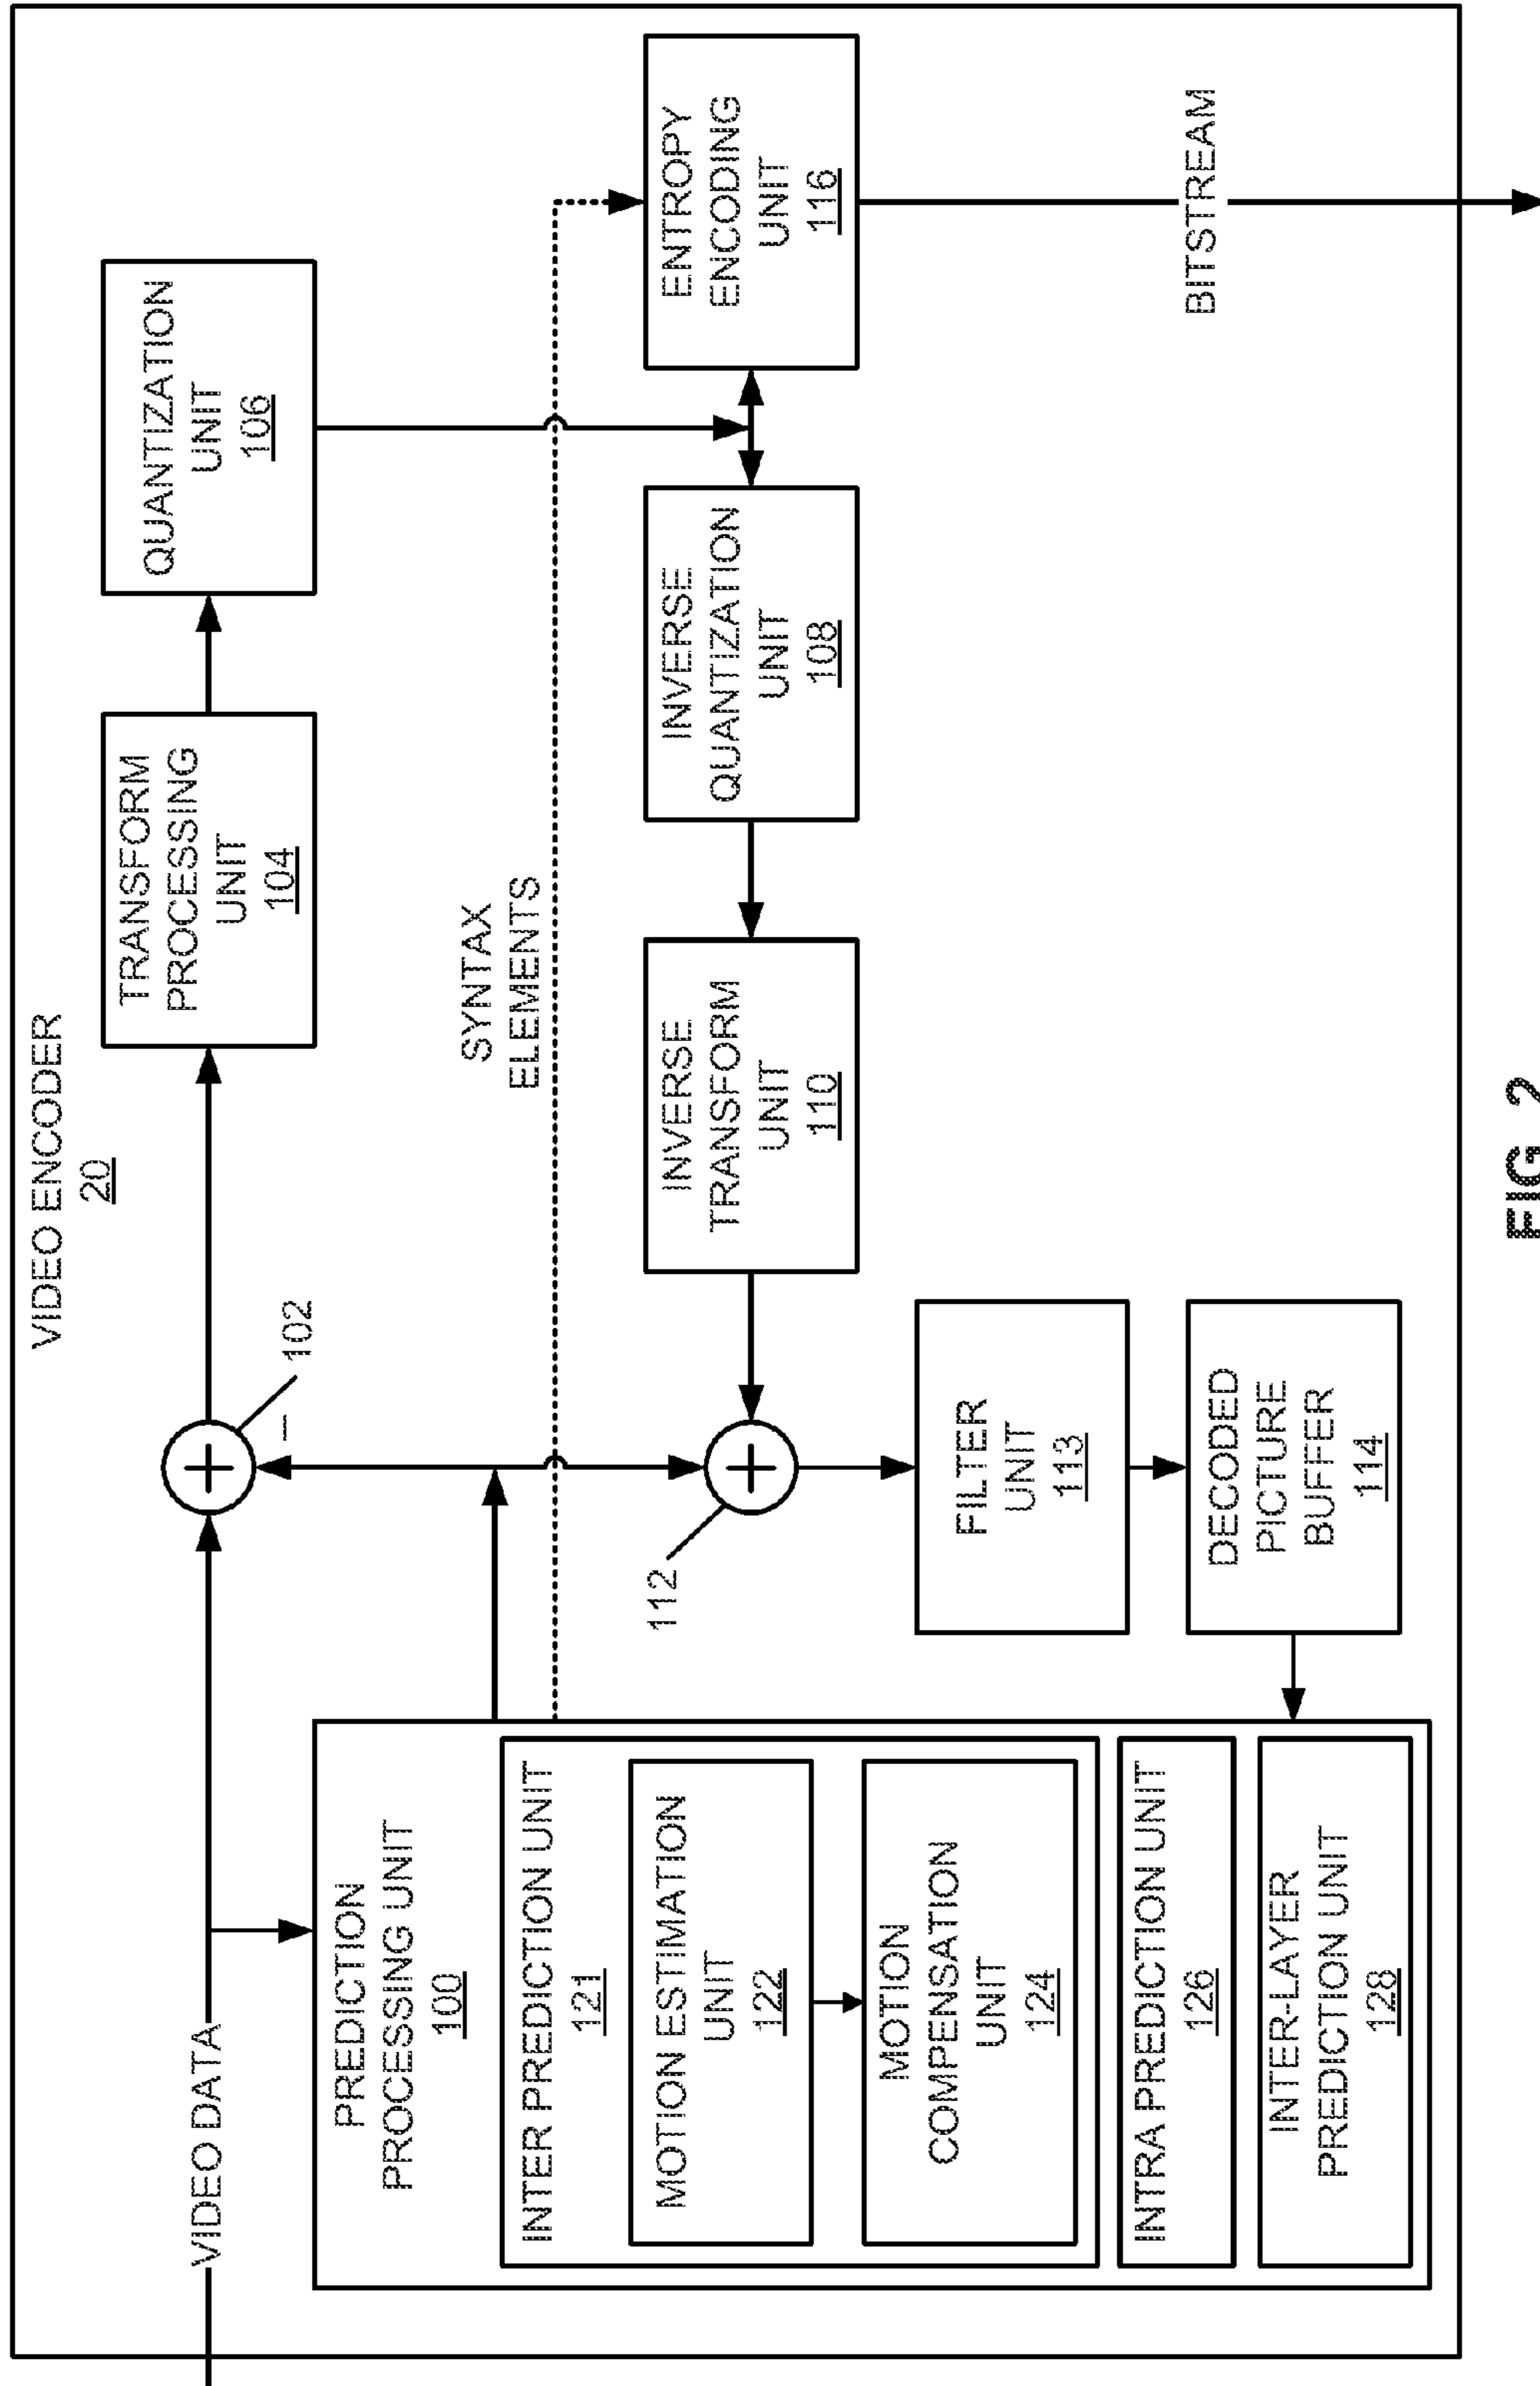 VIDEO ENCODER
20
VIDEO DATA
102
–
TRANSFORM
PROCESSING
UNIT
104
QUANTIZATION
UNIT
106
PREDICTION
PROCESSING UNIT
100
INTER PREDICTION UNIT
121
MOTION ESTIMATION
UNIT
122
MOTION
COMPENSATION
UNIT
124
INTRA PREDICTION UNIT
126
INTER-LAYER
PREDICTION UNIT
128
SYNTAX
ELEMENTS
112
INVERSE
TRANSFORM
UNIT
110
INVERSE
QUANTIZATION
UNIT
108
ENTROPY
ENCODING
UNIT
116
FILTER
UNIT
113
DECODED
PICTURE
BUFFER
114
BITSTREAM
FIG. 2